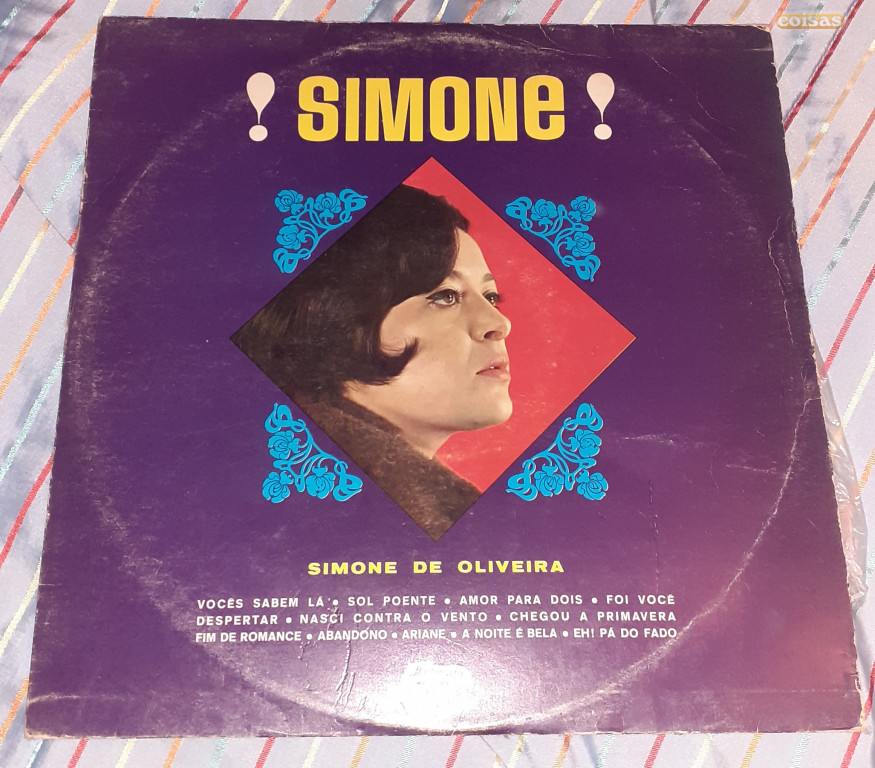 coisas
! SIMONE !
SIMONE DE OLIVEIRA
VOCÊS SABEM LÁ • SOL POENTE • AMOR PARA DOIS • FOI VOCÊ
DESPERTAR • NASCI CONTRA O VENTO • CHEGOU A PRIMAVERA
FIM DE ROMANCE • ABANDONO • ARIANE • A NOITE É BELA • EH! PÁ DO FADO